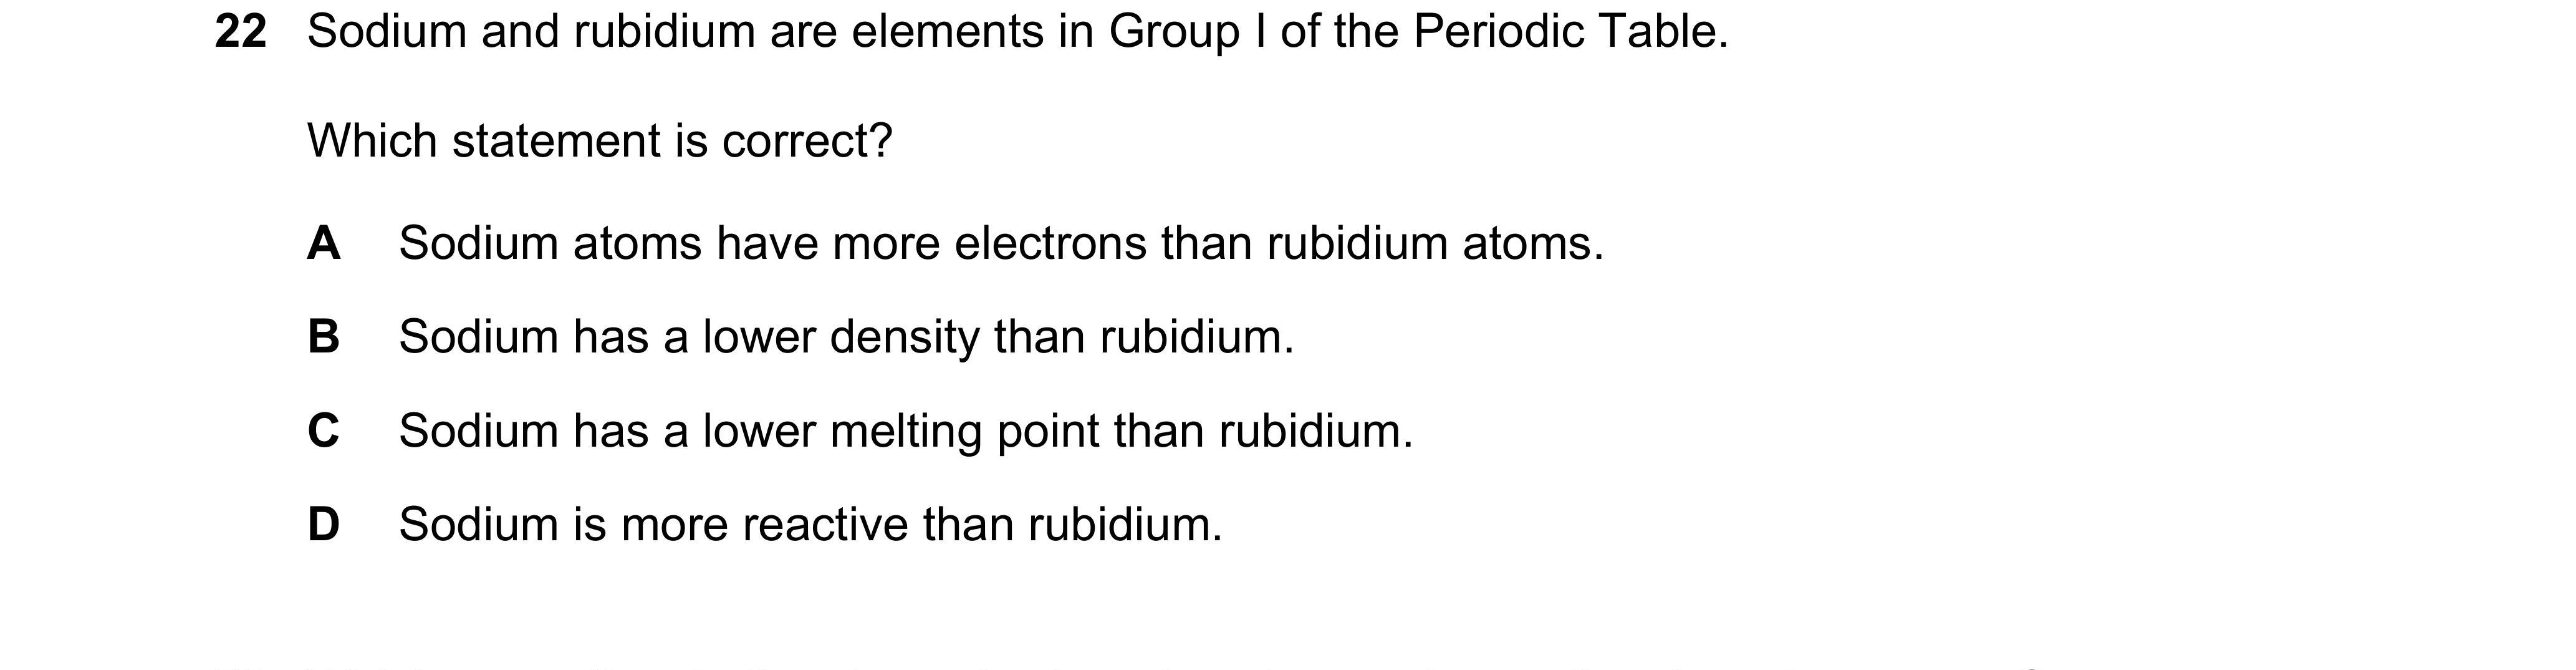 22 Sodium and rubidium are elements in Group I of the Periodic Table.
Which statement is correct?
A Sodium atoms have more electrons than rubidium atoms.
B Sodium has a lower density than rubidium.
C Sodium has a lower melting point than rubidium.
D Sodium is more reactive than rubidium.